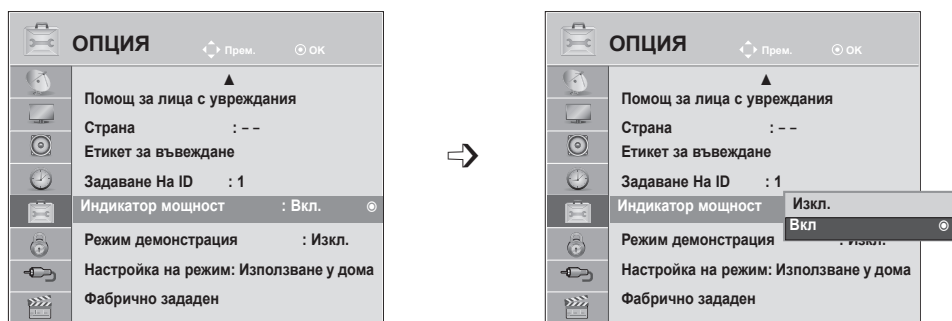 ОПЦИЯ Прем. OK
▲
Помощ за лица с увреждания
Страна : – –
Етикет за въвеждане
Задаване На ID : 1
Индикатор мощност : Вкл.
Режим демонстрация : Изкл.
Настройка на режим: Използване у дома
Фабрично зададен
ОПЦИЯ Прем. OK
▲
Помощ за лица с увреждания
Страна : – –
Етикет за въвеждане
Задаване На ID : 1
Индикатор мощност
Изкл.
Вкл
Режим демонстрация : Изкл.
Настройка на режим: Използване у дома
Фабрично зададен